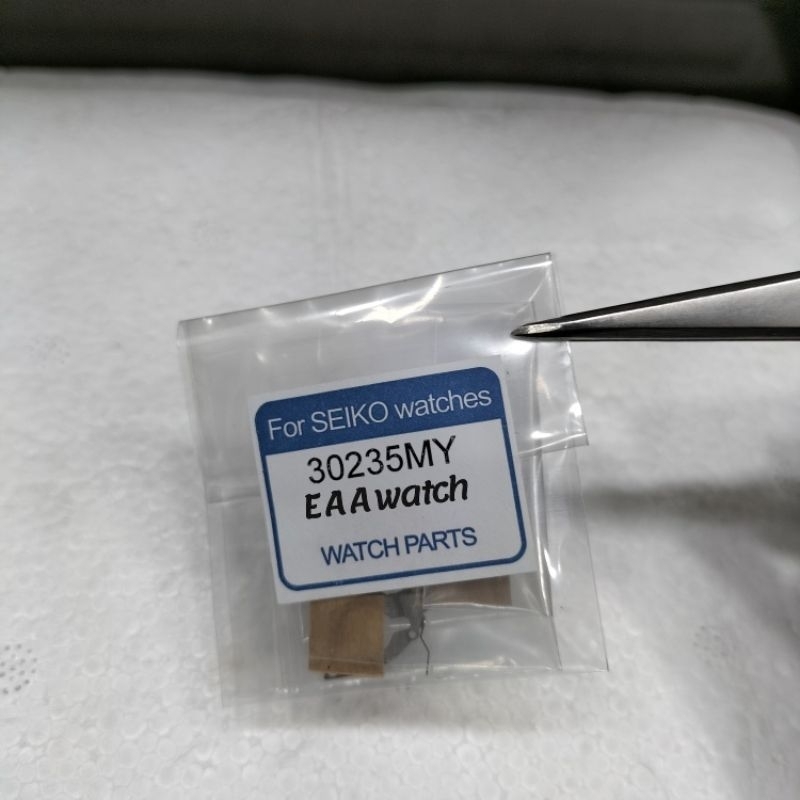 For SEIKO watches
30235MY
EAAwatch
WATCH PARTS